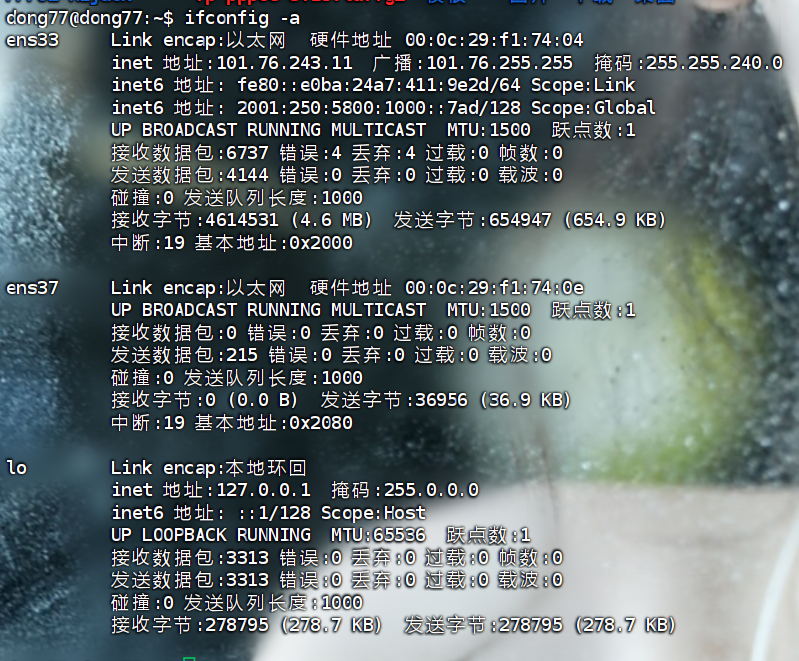 dong77@dong77:~$ ifconfig -a
ens33 Link encap:以太网 硬件地址 00:0c:29:f1:74:04
inet 地址:101.76.243.11 广播:101.76.255.255 掩码:255.255.240.0
inet6 地址: fe80::e0ba:24a7:411:9e2d/64 Scope:Link
inet6 地址: 2001:250:5800:1000::7ad/128 Scope:Global
UP BROADCAST RUNNING MULTICAST MTU:1500 跃点数:1
接收数据包:6737 错误:4 丢弃:4 过载:0 帧数:0
发送数据包:4144 错误:0 丢弃:0 过载:0 载波:0
碰撞:0 发送队列长度:1000
接收字节:4614531 (4.6 MB) 发送字节:654947 (654.9 KB)
中断:19 基本地址:0x2000
ens37 Link encap:以太网 硬件地址 00:0c:29:f1:74:0e
UP BROADCAST RUNNING MULTICAST MTU:1500 跃点数:1
接收数据包:0 错误:0 丢弃:0 过载:0 帧数:0
发送数据包:215 错误:0 丢弃:0 过载:0 载波:0
碰撞:0 发送队列长度:1000
接收字节:0 (0.0 B) 发送字节:36956 (36.9 KB)
中断:19 基本地址:0x2080
lo Link encap:本地环回
inet 地址:127.0.0.1 掩码:255.0.0.0
inet6 地址: ::1/128 Scope:Host
UP LOOPBACK RUNNING MTU:65536 跃点数:1
接收数据包:3313 错误:0 丢弃:0 过载:0 帧数:0
发送数据包:3313 错误:0 丢弃:0 过载:0 载波:0
碰撞:0 发送队列长度:1000
接收字节:278795 (278.7 KB) 发送字节:278795 (278.7 KB)